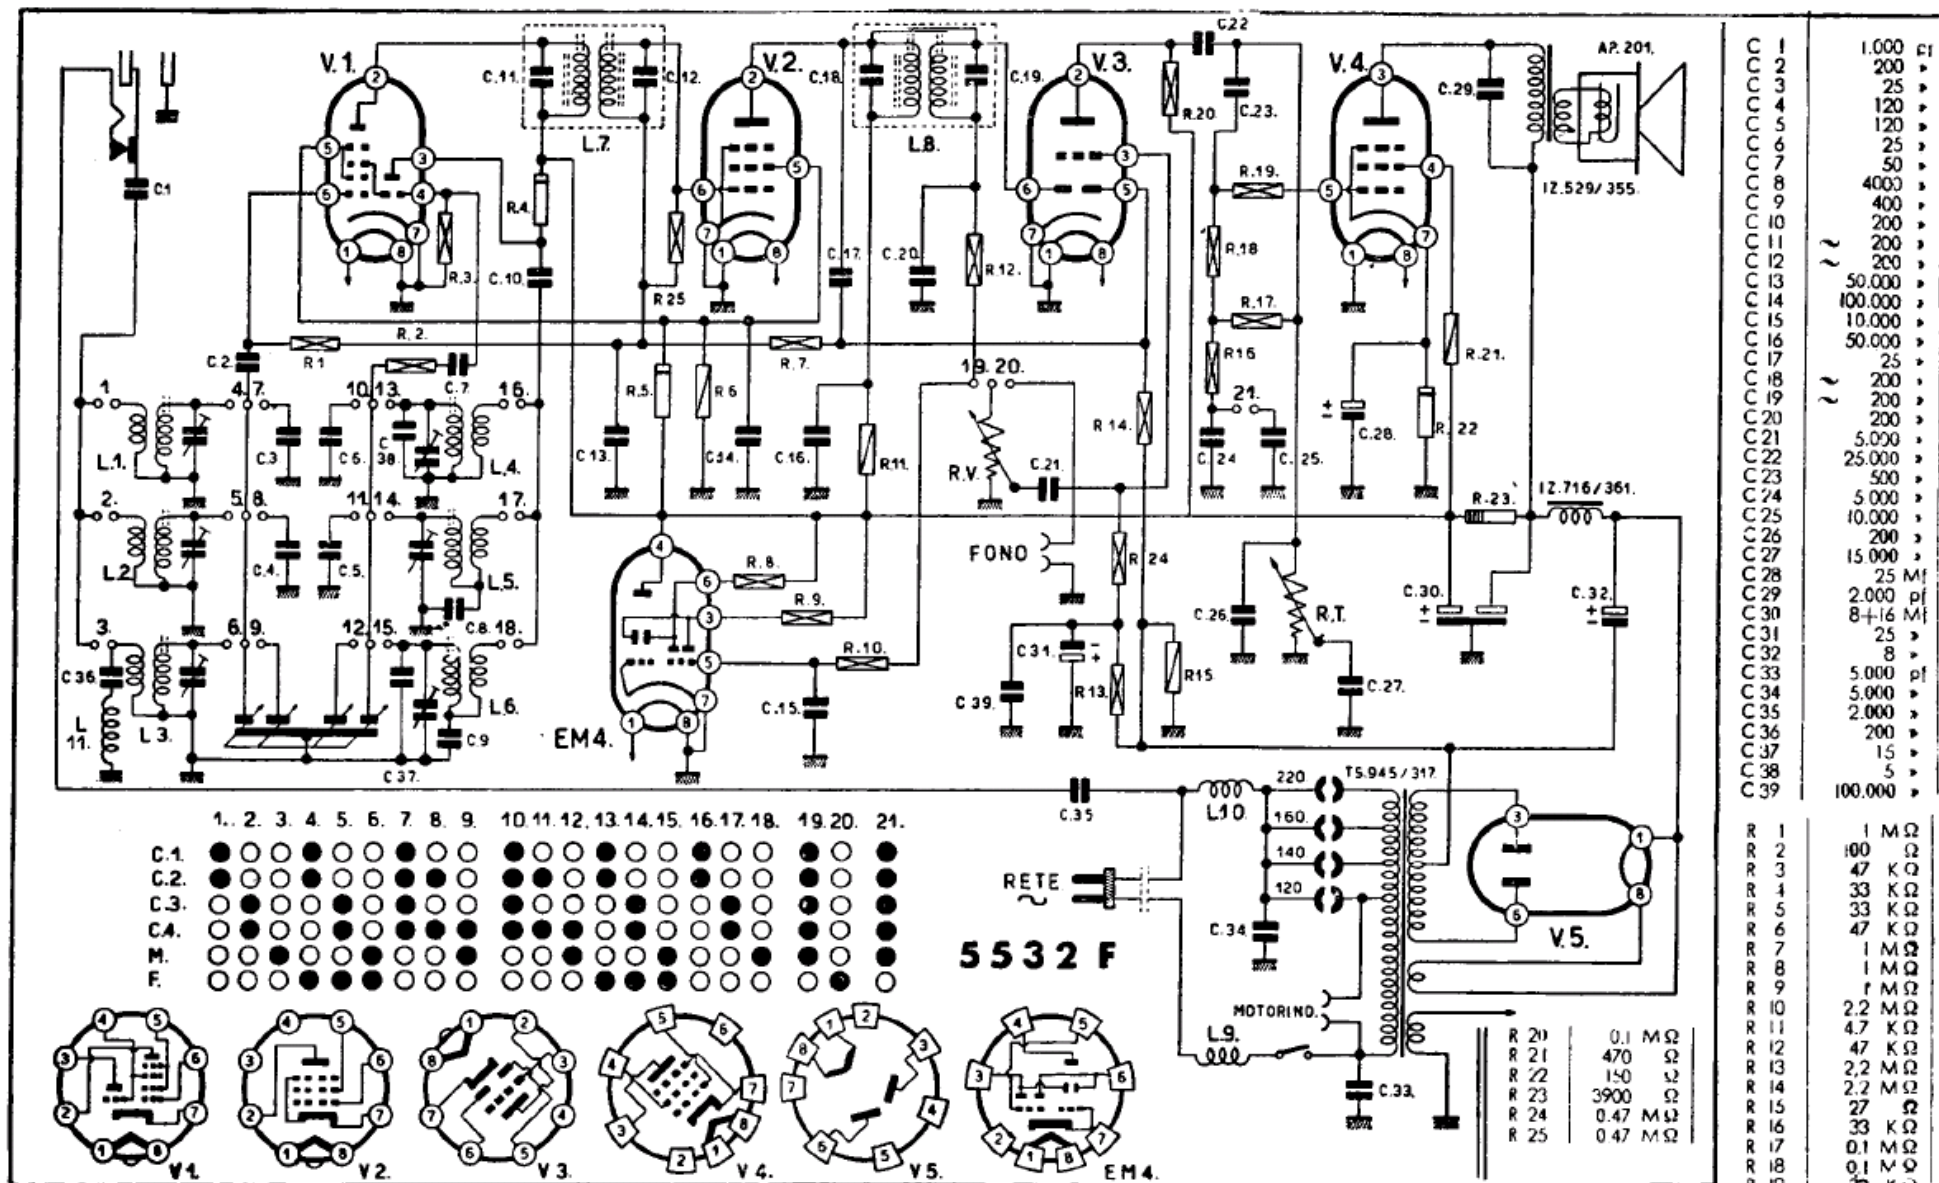 V.1.
C.11.
C.12.
L.7.
V.2.
C.18.
C.19.
L.8.
V.3.
C.22
R.20.
C.23.
V.4.
C.29.
AP. 201.
IZ.529/355.
C.1
R.3.
R.4.
C.10.
R 25
C.17.
C.20.
R.12.
R.19.
R.18
R.17.
R16
R.21.
C.2.
R 1
R. 2.
C.7.
R.7.
R.5.
R 6
C 13.
C.14.
C.16.
R.11.
19. 20.
R.V.
C.21.
R 14.
21.
C.24
C.25.
C.28.
R. 22
1.
4. 7.
10. 13.
16.
L.1.
C.3
C.6.
C 38.
L.4.
2.
5. 8.
11. 14.
17.
L.2
C.4.
C.5.
L.5.
C.8.
3.
6. 9.
12. 15.
18.
C 36.
L 11.
L 3.
C 37.
L.6.
C.9
EM4.
R.8.
R.9.
R.10.
C.15.
FONO
R. 24
C 31.
C 39.
R 13.
R15
C.26.
R.T.
C.27.
R.23.
IZ.716/361.
C.30.
C.32.
C.35
L10
220
160.
140
120
TS.945/317.
RETE
C.34
MOTORINO.
L.9.
C.33.
V.5.
5532 F
1. 2. 3. 4. 5. 6. 7. 8. 9. 10. 11. 12. 13. 14. 15. 16. 17. 18. 19. 20. 21.
C.1.
C.2.
C.3.
C.4.
M.
F.
V1.
V 2.
V 3.
V 4.
V 5.
EM4.
R 20 0.1 MΩ
R 21 470 Ω
R 22 150 Ω
R 23 3900 Ω
R 24 0.47 MΩ
R 25 0.47 MΩ
C 1 1.000 pf
C 2 200 »
C 3 25 »
C 4 120 »
C 5 120 »
C 6 25 »
C 7 50 »
C 8 4000 »
C 9 400 »
C 10 200 »
C 11 ~ 200 »
C 12 ~ 200 »
C 13 50.000 »
C 14 100.000 »
C 15 10.000 »
C 16 50.000 »
C 17 25 »
C 18 ~ 200 »
C 19 ~ 200 »
C 20 200 »
C 21 5.000 »
C 22 25.000 »
C 23 500 »
C 24 5 000 »
C 25 10.000 »
C 26 200 »
C 27 15.000 »
C 28 25 Mf
C 29 2.000 pf
C 30 8+16 Mf
C 31 25 »
C 32 8 »
C 33 5.000 pf
C 34 5.000 »
C 35 2.000 »
C 36 200 »
C 37 15 »
C 38 5 »
C 39 100.000 »
R 1 1 MΩ
R 2 100 Ω
R 3 47 KΩ
R 4 33 KΩ
R 5 33 KΩ
R 6 47 KΩ
R 7 1 MΩ
R 8 1 MΩ
R 9 1 MΩ
R 10 2.2 MΩ
R 11 4.7 KΩ
R 12 47 KΩ
R 13 2,2 MΩ
R 14 2.2 MΩ
R 15 27 Ω
R 16 33 KΩ
R 17 0.1 MΩ
R 18 0.1 MΩ